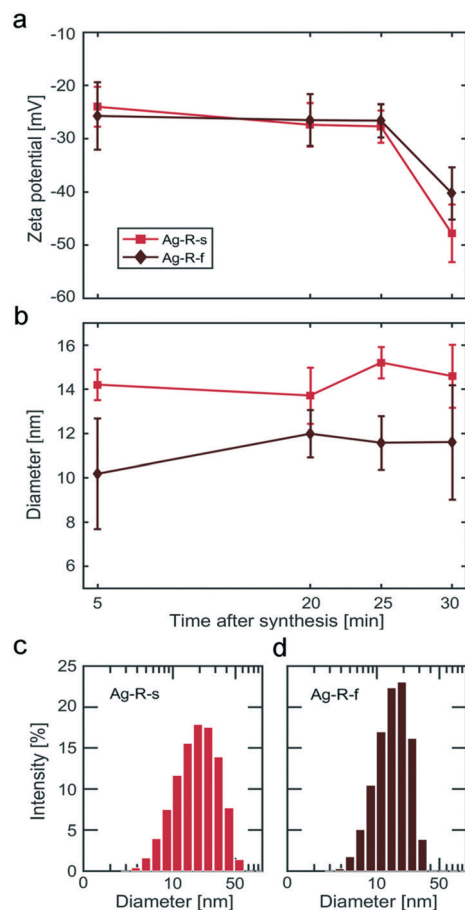 a
-10
-20
-30
-40
-50
-60
Zeta potential [mV]
Ag-R-s
Ag-R-f
b
16
14
12
10
8
6
Diameter [nm]
5 20 25 30
Time after synthesis [min]
c d
25
20
15
10
5
0
Intensity [%]
Ag-R-s Ag-R-f
0 10 50 0 10 50
Diameter [nm] Diameter [nm]